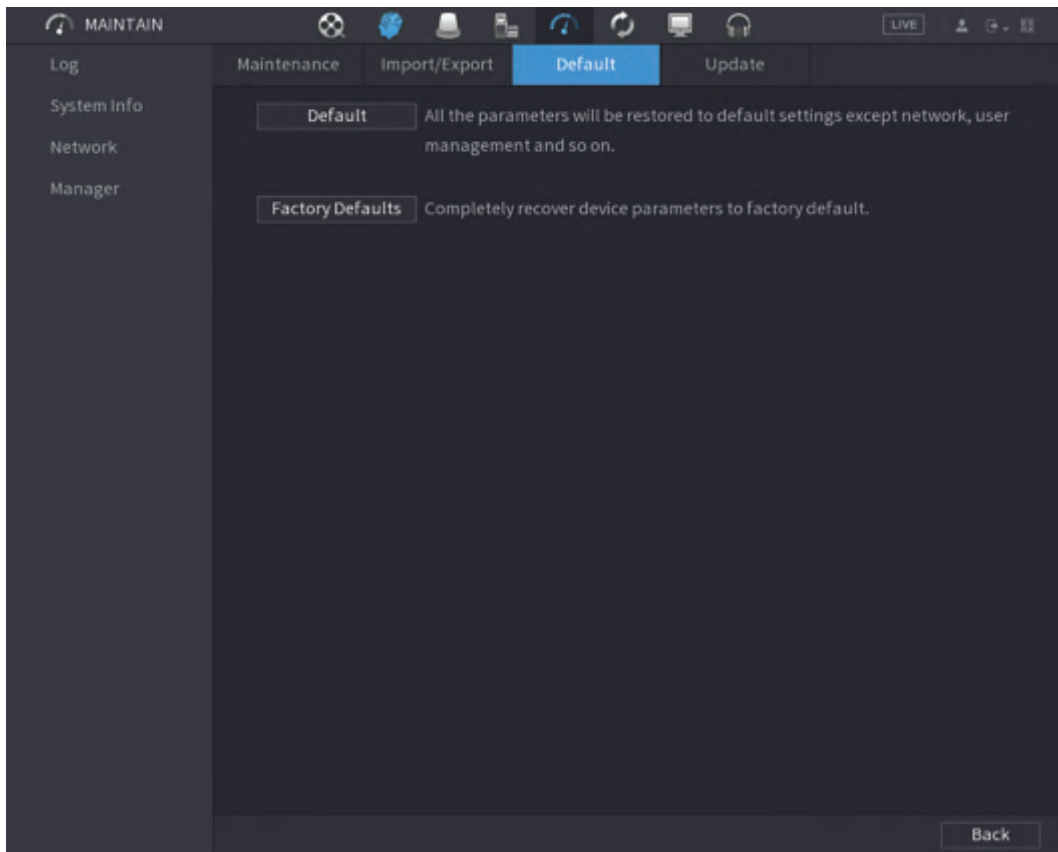 MAINTAIN
LIVE
Log
System Info
Network
Manager
Maintenance
Import/Export
Default
Update
Default
All the parameters will be restored to default settings except network, user
management and so on.
Factory Defaults
Completely recover device parameters to factory default.
Back